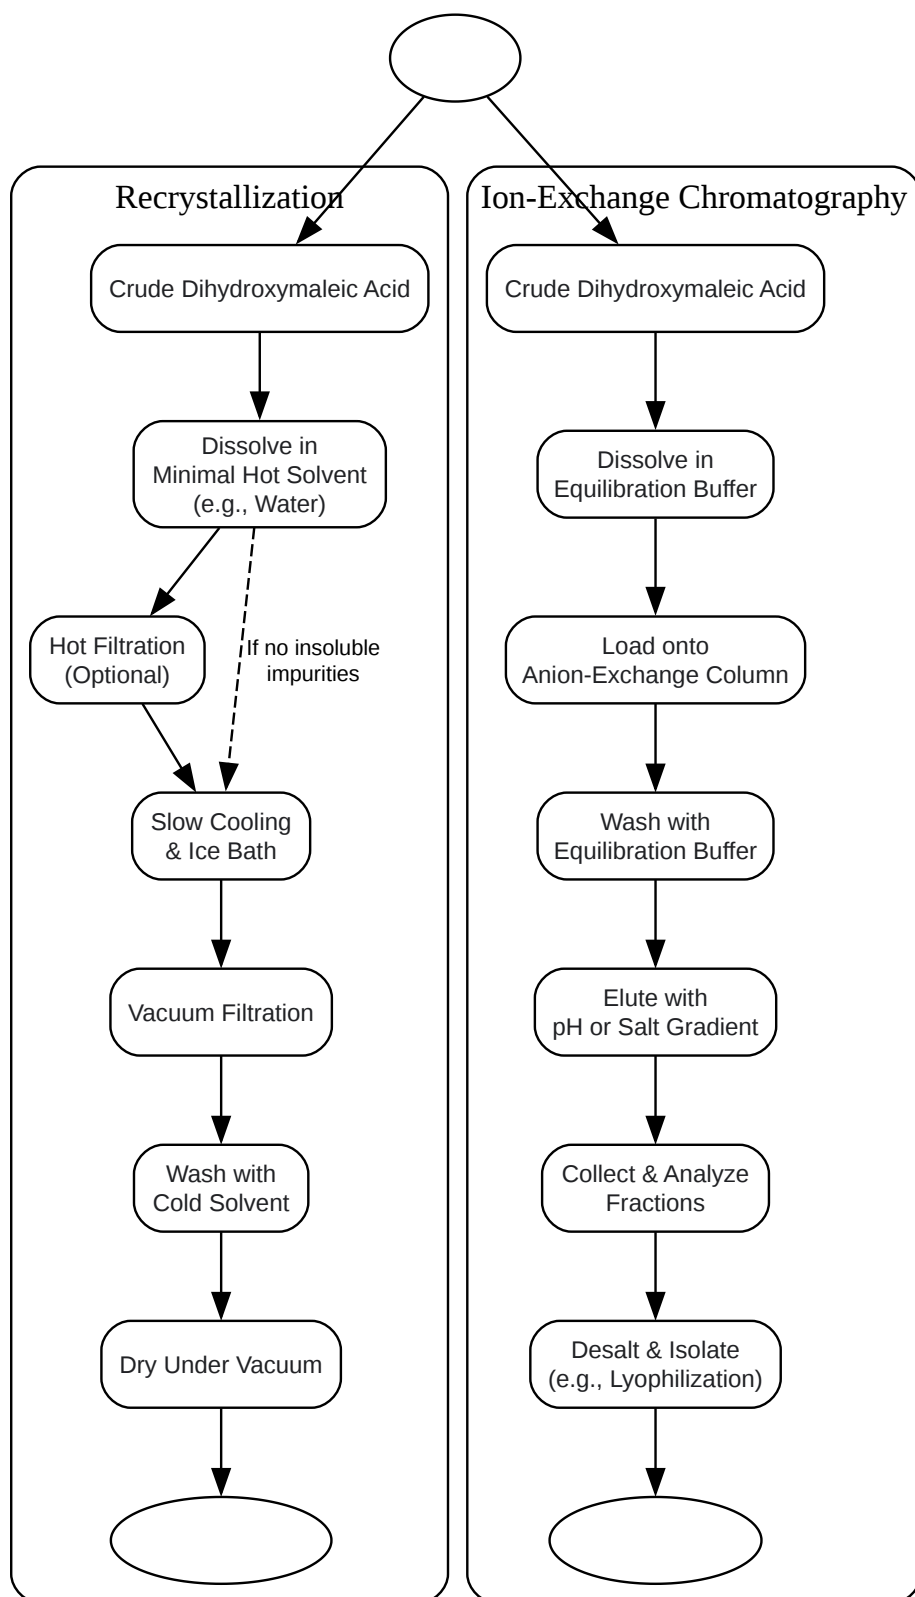 Recrystallization
Crude Dihydroxymaleic Acid
Dissolve in
Minimal Hot Solvent
(e.g., Water)
Hot Filtration
(Optional)
If no insoluble
impurities
Slow Cooling
& Ice Bath
Vacuum Filtration
Wash with
Cold Solvent
Dry Under Vacuum
Ion-Exchange Chromatography
Crude Dihydroxymaleic Acid
Dissolve in
Equilibration Buffer
Load onto
Anion-Exchange Column
Wash with
Equilibration Buffer
Elute with
pH or Salt Gradient
Collect & Analyze
Fractions
Desalt & Isolate
(e.g., Lyophilization)